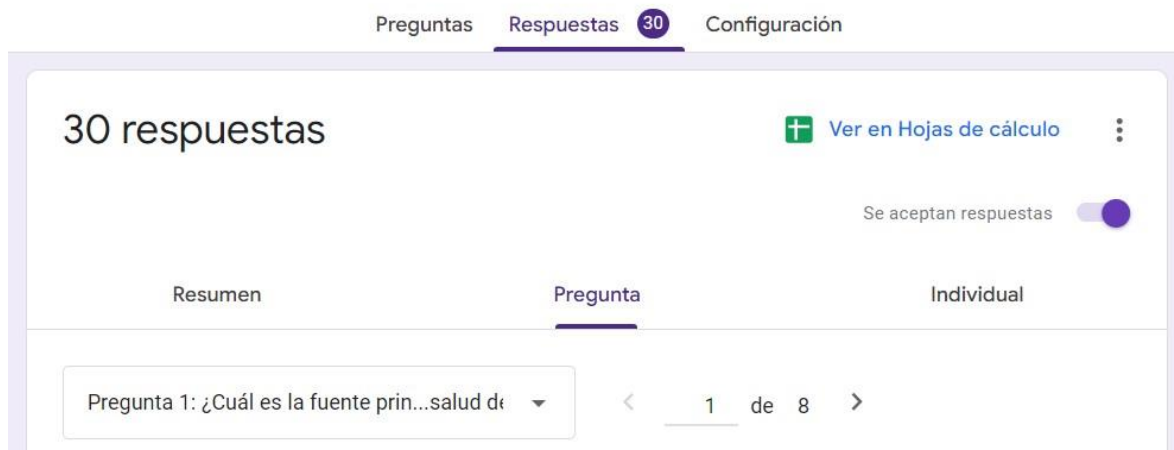 Preguntas Respuestas 30 Configuración
30 respuestas
Ver en Hojas de cálculo
Se aceptan respuestas
Resumen Pregunta Individual
Pregunta 1: ¿Cuál es la fuente prin...salud de
1 de 8